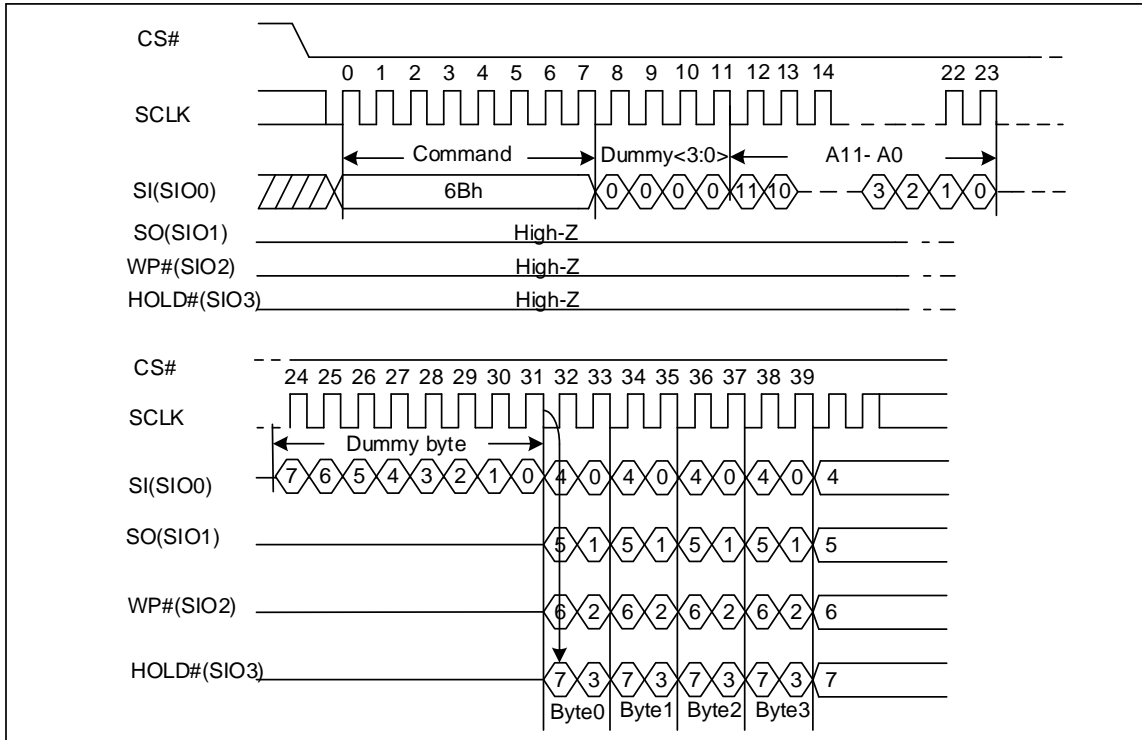 CS#
0 1 2 3 4 5 6 7 8 9 10 11 12 13 14 22 23
SCLK
Command Dummy<3:0> A11- A0
SI(SIO0) 6Bh 0 0 0 0 11 10 3 2 1 0
SO(SIO1) High-Z
WP#(SIO2) High-Z
HOLD#(SIO3) High-Z
CS#
24 25 26 27 28 29 30 31 32 33 34 35 36 37 38 39
SCLK
Dummy byte
SI(SIO0) 7 6 5 4 3 2 1 0 4 0 4 0 4 0 4 0 4
SO(SIO1) 5 1 5 1 5 1 5 1 5
WP#(SIO2) 6 2 6 2 6 2 6 2 6
HOLD#(SIO3) 7 3 7 3 7 3 7 3 7
Byte0 Byte1 Byte2 Byte3